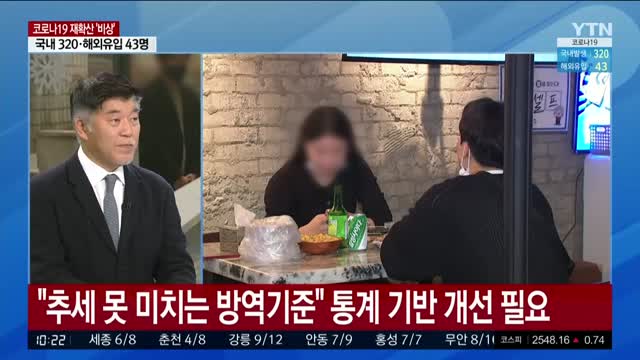 코로나19 재확산 '비상'
국내 320·해외유입 43명
YTN
코로나19
국내발생 320
해외유입 43
셀프
"추세 못 미치는 방역기준" 통계 기반 개선 필요
10:22 세종 6/8 춘천 4/8 강릉 9/12 안동 7/9 홍성 7/7 무안 8/16 코스피 2548.16 ▲ 0.74